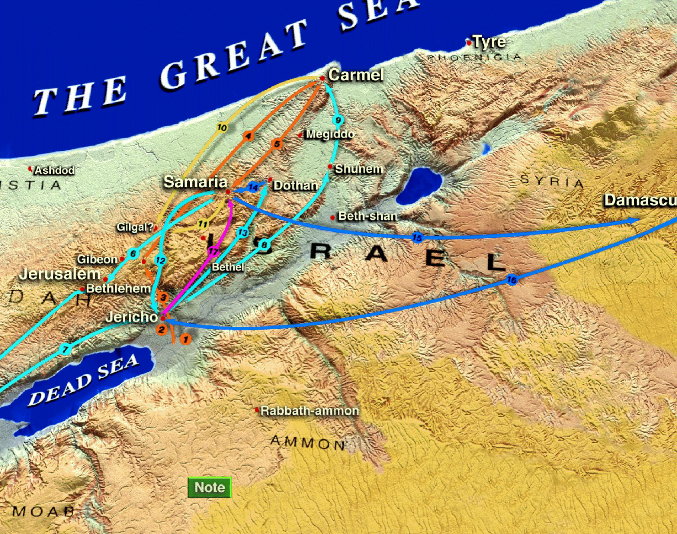 THE GREAT SEA
Tyre
PHOENICIA
Carmel
9
10
4
5
Megiddo
Ashdod
ISTIA
Shunem
Samaria
14
Dothan
SYRIA
Damascu
Beth-shan
Gilgal?
11
13
15
ISRAEL
6
Gibeon
12
Bethel
Jerusalem
16
Bethlehem
DAH
3
Jericho
2
1
7
DEAD SEA
Rabbath-ammon
AMMON
Note
MOAB